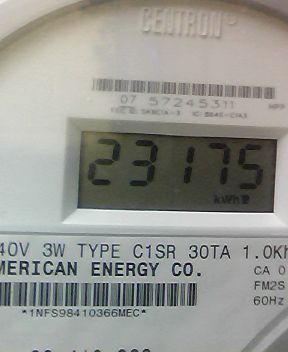 CENTRON
07 57245311
23175
kWh
40V 3W TYPE C1SR 30TA 1.0Kh
MERICAN ENERGY CO. CA 0
FM2S
60Hz
*1NFS98410366MEC*